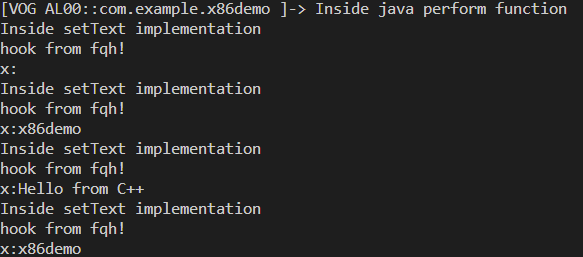 [VOG AL00::com.example.x86demo ]-> Inside java perform function
Inside setText implementation
hook from fqh!
x:
Inside setText implementation
hook from fqh!
x:x86demo
Inside setText implementation
hook from fqh!
x:Hello from C++
Inside setText implementation
hook from fqh!
x:x86demo